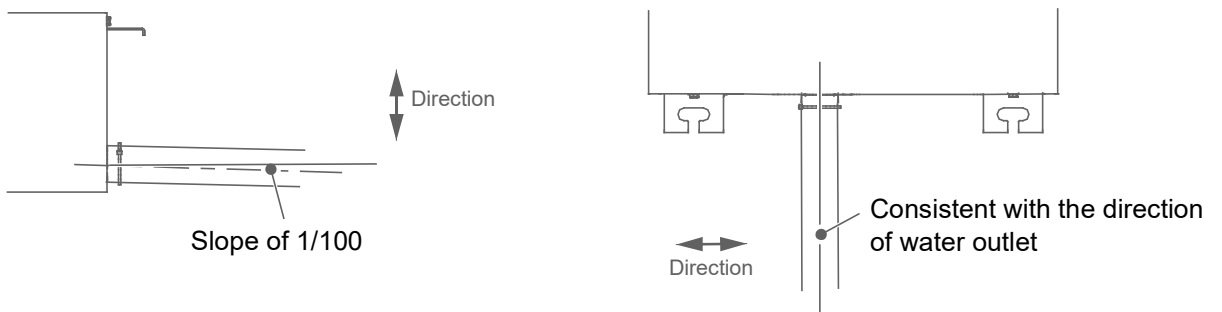 Direction
Slope of 1/100
Consistent with the direction
of water outlet
Direction